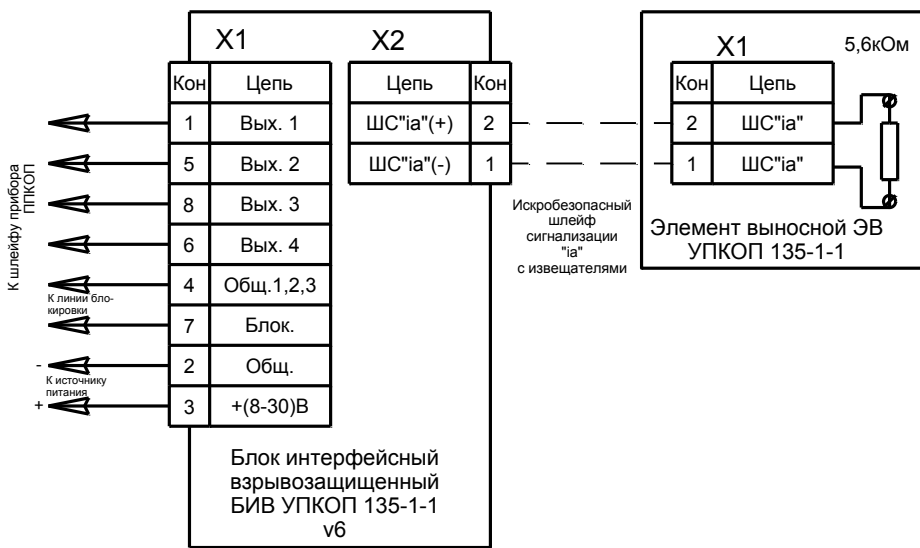 X1
X2
Кон
Цепь
Цепь
Кон
1
Вых. 1
ШС"ia"(+)
2
5
Вых. 2
ШС"ia"(-)
1
8
Вых. 3
6
Вых. 4
4
Общ.1,2,3
7
Блок.
2
Общ.
3
+(8-30)В
К шлейфу прибора
ППКОП
К линии бло-
кировки
-
К источнику
питания
+
Блок интерфейсный
взрывозащищенный
БИВ УПКОП 135-1-1
v6
Искробезопасный
шлейф
сигнализации
"ia"
с извещателями
X1
5,6кОм
Кон
Цепь
2
ШС"ia"
1
ШС"ia"
Элемент выносной ЭВ
УПКОП 135-1-1